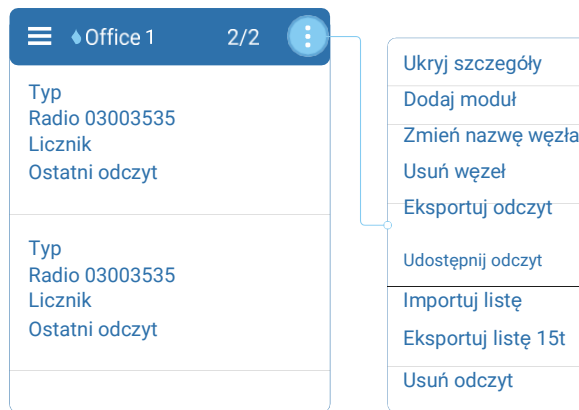 Office 1 2/2
Typ
Radio 03003535
Licznik
Ostatni odczyt
Typ
Radio 03003535
Licznik
Ostatni odczyt
Ukryj szczegóły
Dodaj moduł
Zmień nazwę węzła
Usuń węzeł
Eksportuj odczyt
Udostępnij odczyt
Importuj listę
Eksportuj listę 15t
Usuń odczyt